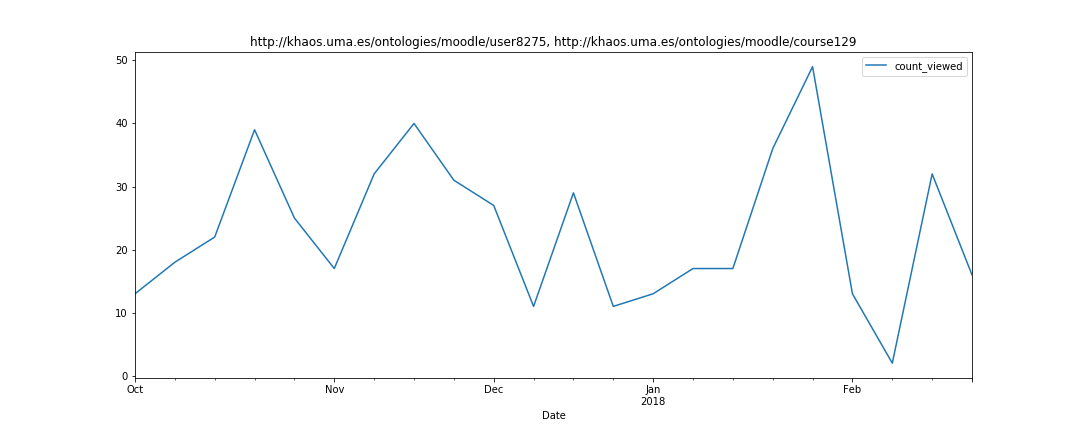 http://khaos.uma.es/ontologies/moodle/user8275, http://khaos.uma.es/ontologies/moodle/course129
count_viewed
50
40
30
20
10
0
Oct Nov Dec Jan Feb
2018
Date